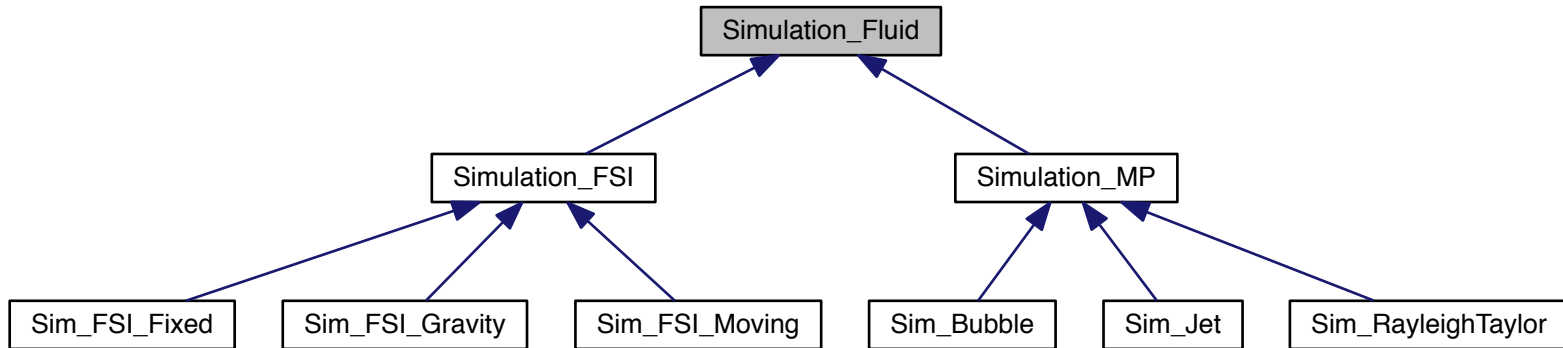 Simulation_Fluid
Simulation_FSI
Simulation_MP
Sim_FSI_Fixed
Sim_FSI_Gravity
Sim_FSI_Moving
Sim_Bubble
Sim_Jet
Sim_RayleighTaylor